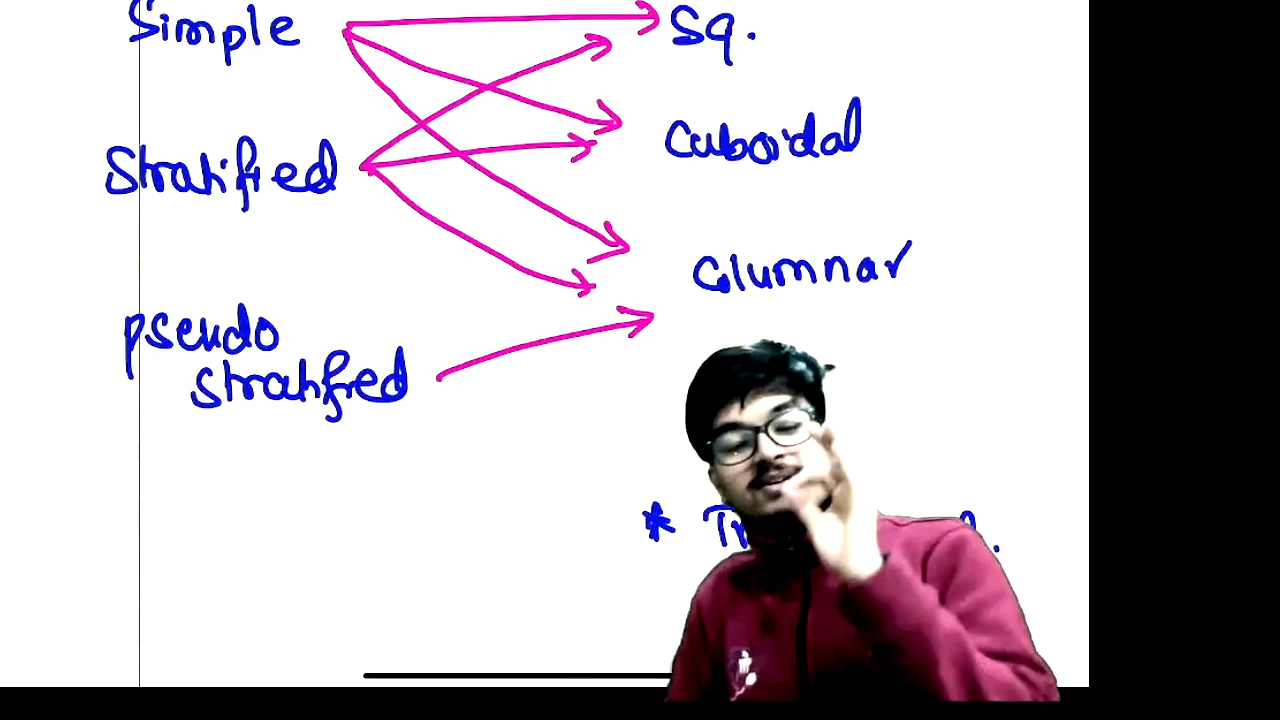 Simple
Sq.
Stratified
Cuboidal
Columnar
pseudo
stratified
*